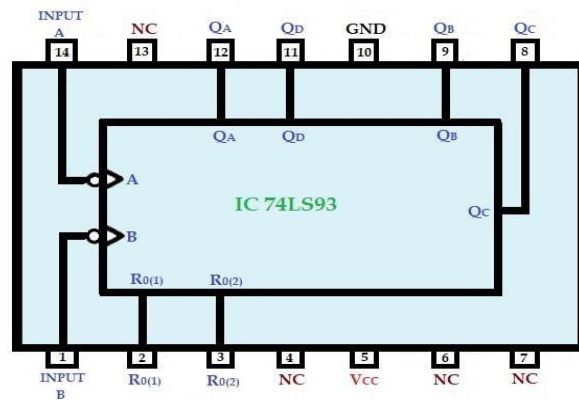 INPUT
A NC QA QD GND QB QC
14 13 12 11 10 9 8
QA QD QB
A
IC 74LS93
QC
B
R0(1) R0(2)
1 2 3 4 5 6 7
INPUT R0(1) R0(2) NC VCC NC NC
B